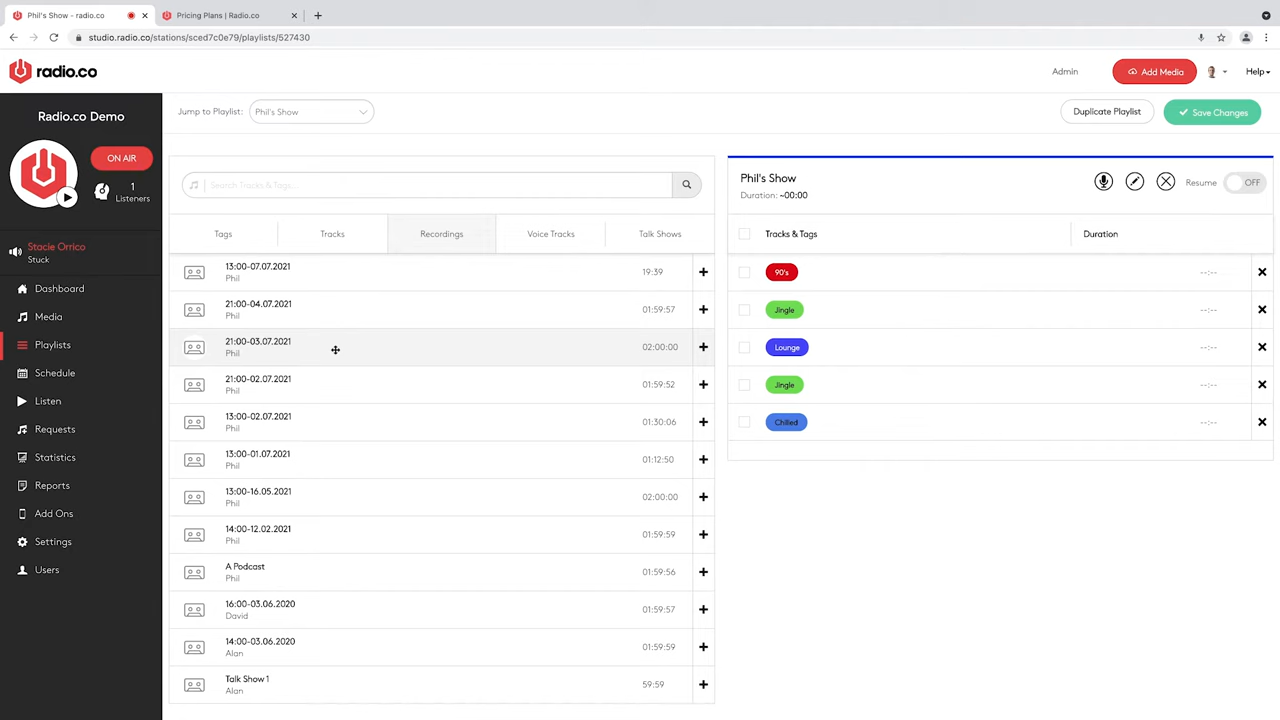 Phil's Show - radio.co
Pricing Plans | Radio.co
studio.radio.co/stations/sced7c0e79/playlists/527430
radio.co
Admin
Add Media
Help
Radio.co Demo
ON AIR
1
Listeners
Stacie Orrico
Stuck
Dashboard
Media
Playlists
Schedule
Listen
Requests
Statistics
Reports
Add Ons
Settings
Users
Jump to Playlist:
Phil's Show
Duplicate Playlist
Save Changes
Search Tracks & Tags...
Tags
Tracks
Recordings
Voice Tracks
Talk Shows
13:00-07.07.2021
Phil
19:39
21:00-04.07.2021
Phil
01:59:57
21:00-03.07.2021
Phil
02:00:00
21:00-02.07.2021
Phil
01:59:52
13:00-02.07.2021
Phil
01:30:06
13:00-01.07.2021
Phil
01:12:50
13:00-16.05.2021
Phil
02:00:00
14:00-12.02.2021
Phil
01:59:59
A Podcast
Phil
01:59:56
16:00-03.06.2020
David
01:59:57
14:00-03.06.2020
Alan
01:59:59
Talk Show 1
Alan
59:59
Phil's Show
Duration: ~00:00
Resume
OFF
Tracks & Tags
Duration
90's
--:--
Jingle
--:--
Lounge
--:--
Jingle
--:--
Chilled
--:--